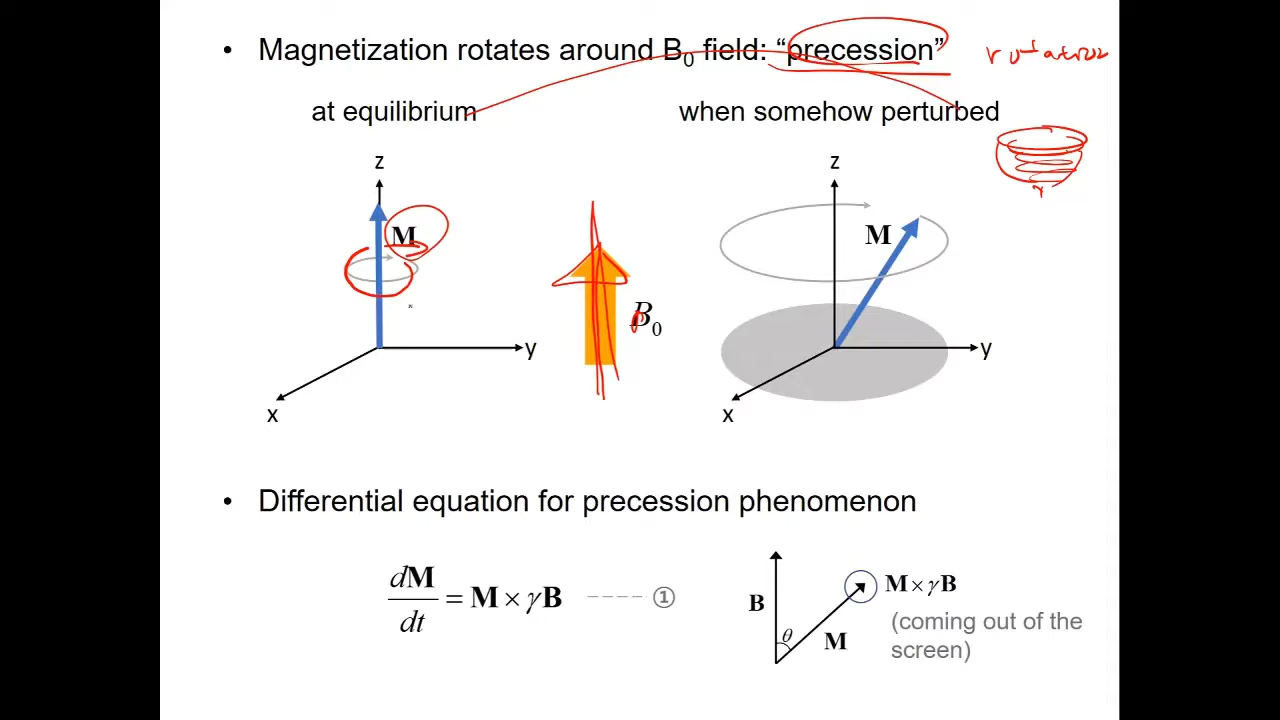 • Magnetization rotates around B₀ field: “precession” rotation
at equilibrium when somehow perturbed
z z
M M
B₀
y y
x x
• Differential equation for precession phenomenon
dM/dt = M × γB ---- ①
B θ M M × γB
(coming out of the
screen)